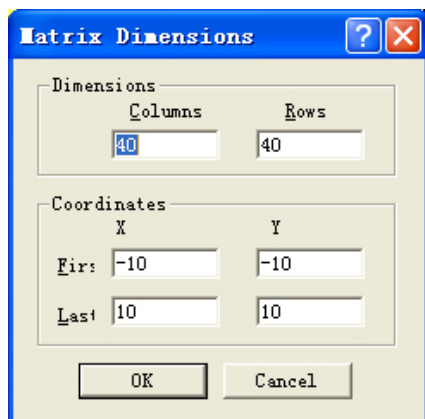 Matrix Dimensions
Dimensions
Columns Rows
40 40
Coordinates
X Y
Firs -10 -10
Last 10 10
OK Cancel